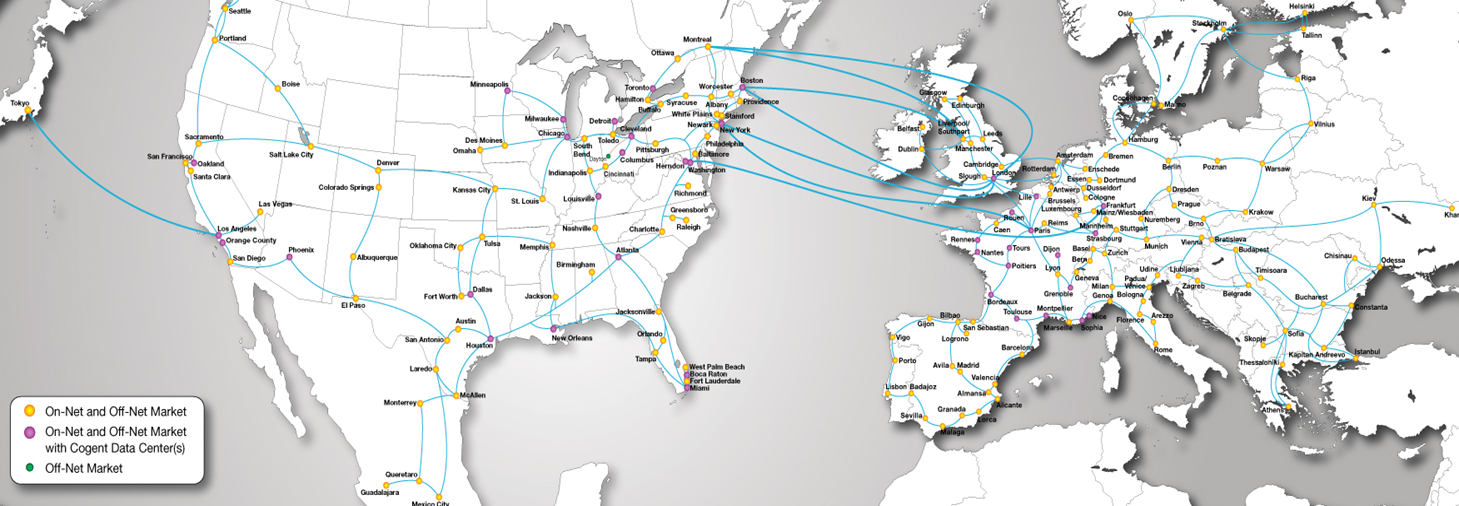 Seattle
Portland
Boise
Tokyo
Sacramento
San Francisco
Oakland
Santa Clara
Salt Lake City
Denver
Colorado Springs
Las Vegas
Los Angeles
Orange County
San Diego
Phoenix
Albuquerque
El Paso
Minneapolis
Milwaukee
Chicago
Des Moines
Omaha
Kansas City
St. Louis
Oklahoma City
Tulsa
Fort Worth
Dallas
Austin
San Antonio
Houston
Laredo
McAllen
Monterrey
Queretaro
Guadalajara
Mexico City
Detroit
Toledo
Cleveland
South
Bend
Dayton
Columbus
Pittsburgh
Indianapolis
Cincinnati
Louisville
Nashville
Memphis
Birmingham
Jackson
New Orleans
Atlanta
Charlotte
Greensboro
Raleigh
Richmond
Jacksonville
Orlando
Tampa
West Palm Beach
Boca Raton
Fort Lauderdale
Miami
Montreal
Ottawa
Toronto
Hamilton
Buffalo
Syracuse
Worcester
Albany
Boston
Providence
White Plains
Stamford
Newark
New York
Philadelphia
Baltimore
Herndon
Washington
Glasgow
Edinburgh
Belfast
Dublin
Liverpool/
Southport
Leeds
Manchester
Cambridge
Slough
London
Oslo
Stockholm
Helsinki
Tallinn
Riga
Vilnius
Copenhagen
Malmo
Hamburg
Bremen
Berlin
Poznan
Warsaw
Amsterdam
Rotterdam
Enschede
Essen
Dortmund
Dusseldorf
Antwerp
Cologne
Brussels
Lille
Luxembourg
Frankfurt
Mainz/Wiesbaden
Mannheim
Nuremberg
Stuttgart
Strasbourg
Munich
Dresden
Prague
Brno
Krakow
Vienna
Bratislava
Budapest
Kiev
Khar
Rouen
Caen
Reims
Paris
Rennes
Nantes
Tours
Poitiers
Dijon
Lyon
Grenoble
Basel
Bern
Zurich
Geneva
Milan
Genoa
Bologna
Padua/
Venice
Udine
Ljubljana
Zagreb
Timisoara
Belgrade
Chisinau
Odessa
Bucharest
Constanta
Sofia
Skopje
Kapitan Andreevo
Istanbul
Thessaloniki
Athens
Florence
Arezzo
Rome
Bordeaux
Toulouse
Montpellier
Marseille
Nice
Sophia
Bilbao
Gijon
San Sebastian
Logrono
Vigo
Porto
Barcelona
Avila
Madrid
Valencia
Lisbon
Badajoz
Almansa
Alicante
Sevilla
Granada
Lorca
Malaga
On-Net and Off-Net Market
On-Net and Off-Net Market
with Cogent Data Center(s)
Off-Net Market